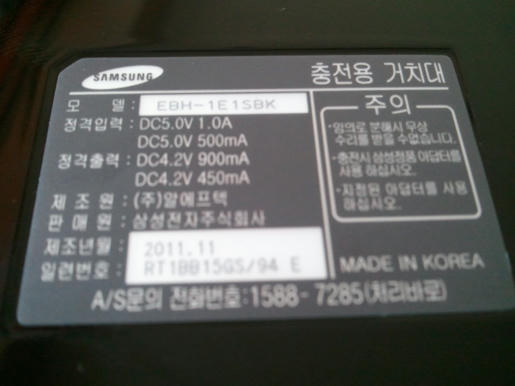 SAMSUNG
충전용 거치대
모 델 : EBH-1E1SBK
정격입력 : DC5.0V 1.0A
DC5.0V 500mA
정격출력 : DC4.2V 900mA
DC4.2V 450mA
제 조 원 : (주)알에프텍
판 매 원 : 삼성전자주식회사
제조년월 : 2011.11
일련번호 : RT1BB15GS/94 E
주의
·임의로 분해시 무상
수리를 받을 수없습니다.
·충전시 삼성정품 아답터를
사용 하십시오.
·지정된 아답터를 사용
하십시오.
MADE IN KOREA
A/S문의 전화번호:1588-7285(처리바로)